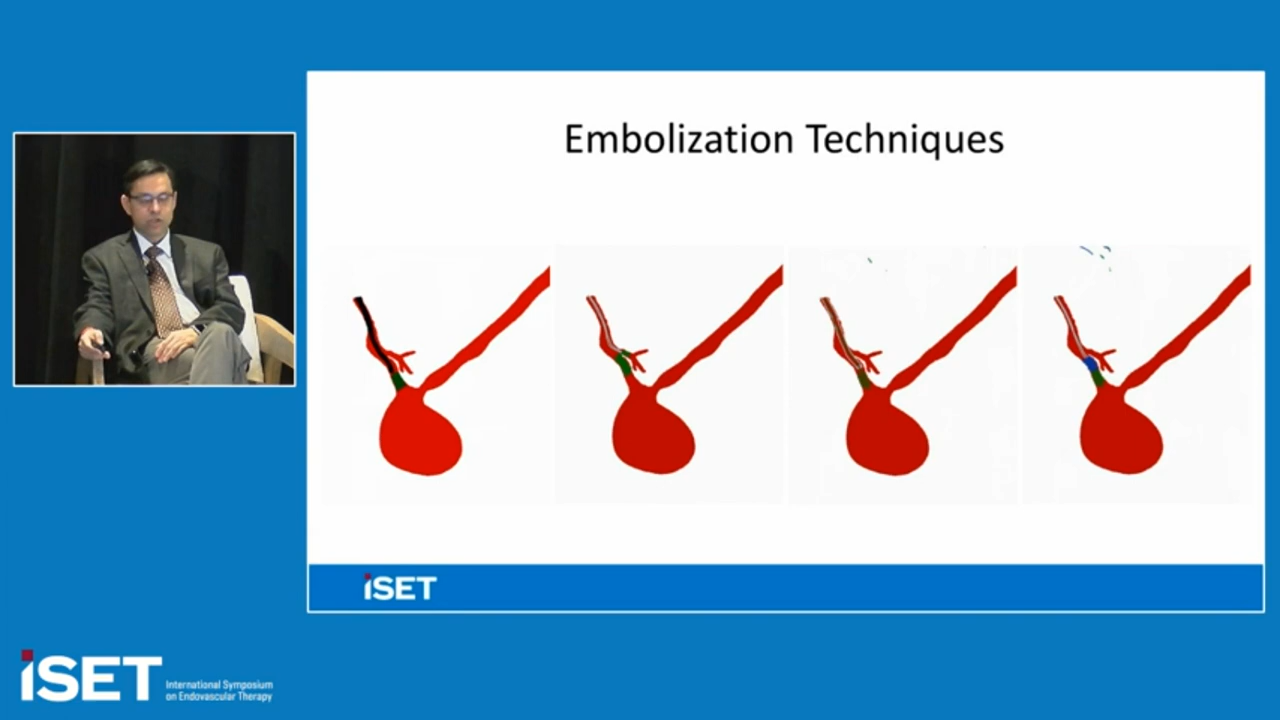 Embolization Techniques
iSET
iSET
International Symposium
on Endovascular Therapy